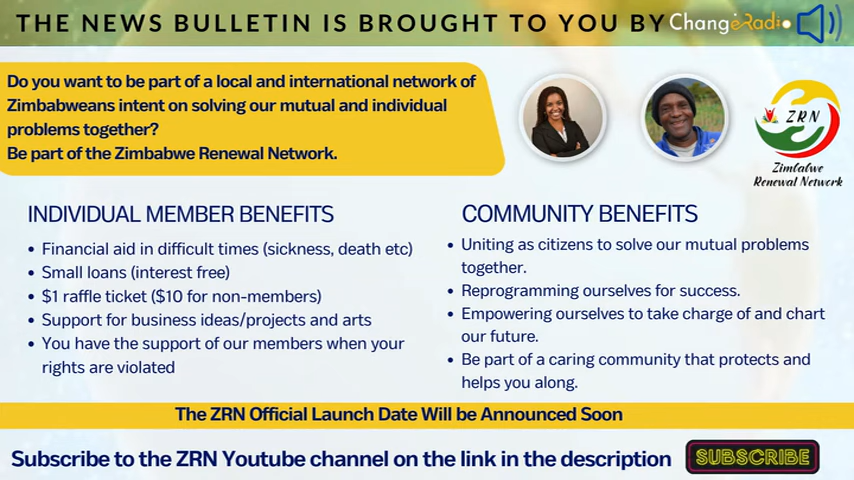 THE NEWS BULLETIN IS BROUGHT TO YOU BY ChangeRadio
Do you want to be part of a local and international network of
Zimbabweans intent on solving our mutual and individual
problems together?
Be part of the Zimbabwe Renewal Network.
ZRN
Zimbabwe
Renewal Network
INDIVIDUAL MEMBER BENEFITS
• Financial aid in difficult times (sickness, death etc)
• Small loans (interest free)
• $1 raffle ticket ($10 for non-members)
• Support for business ideas/projects and arts
• You have the support of our members when your
rights are violated
COMMUNITY BENEFITS
• Uniting as citizens to solve our mutual problems
together.
• Reprogramming ourselves for success.
• Empowering ourselves to take charge of and chart
our future.
• Be part of a caring community that protects and
helps you along.
The ZRN Official Launch Date Will be Announced Soon
Subscribe to the ZRN Youtube channel on the link in the description
SUBSCRIBE